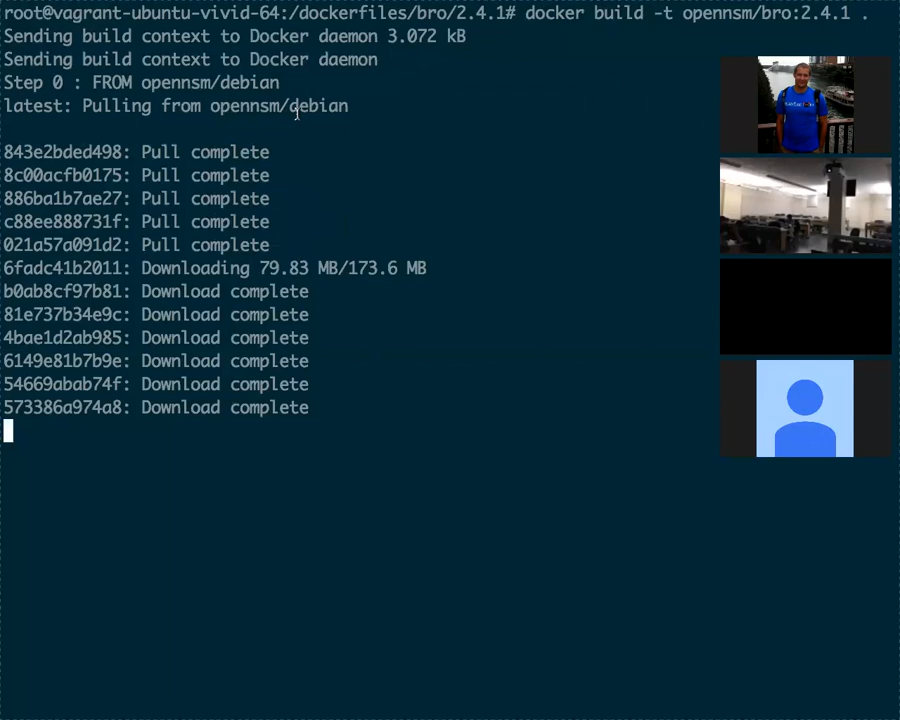 root@vagrant-ubuntu-vivid-64:/dockerfiles/bro/2.4.1# docker build -t opennsm/bro:2.4.1 .
Sending build context to Docker daemon 3.072 kB
Sending build context to Docker daemon
Step 0 : FROM opennsm/debian
latest: Pulling from opennsm/debian
843e2bded498: Pull complete
8c00acfb0175: Pull complete
886ba1b7ae27: Pull complete
c88ee888731f: Pull complete
021a57a091d2: Pull complete
6fadc41b2011: Downloading 79.83 MB/173.6 MB
b0ab8cf97b81: Download complete
81e737b34e9c: Download complete
4bae1d2ab985: Download complete
6149e81b7b9e: Download complete
54669abab74f: Download complete
573386a974a8: Download complete